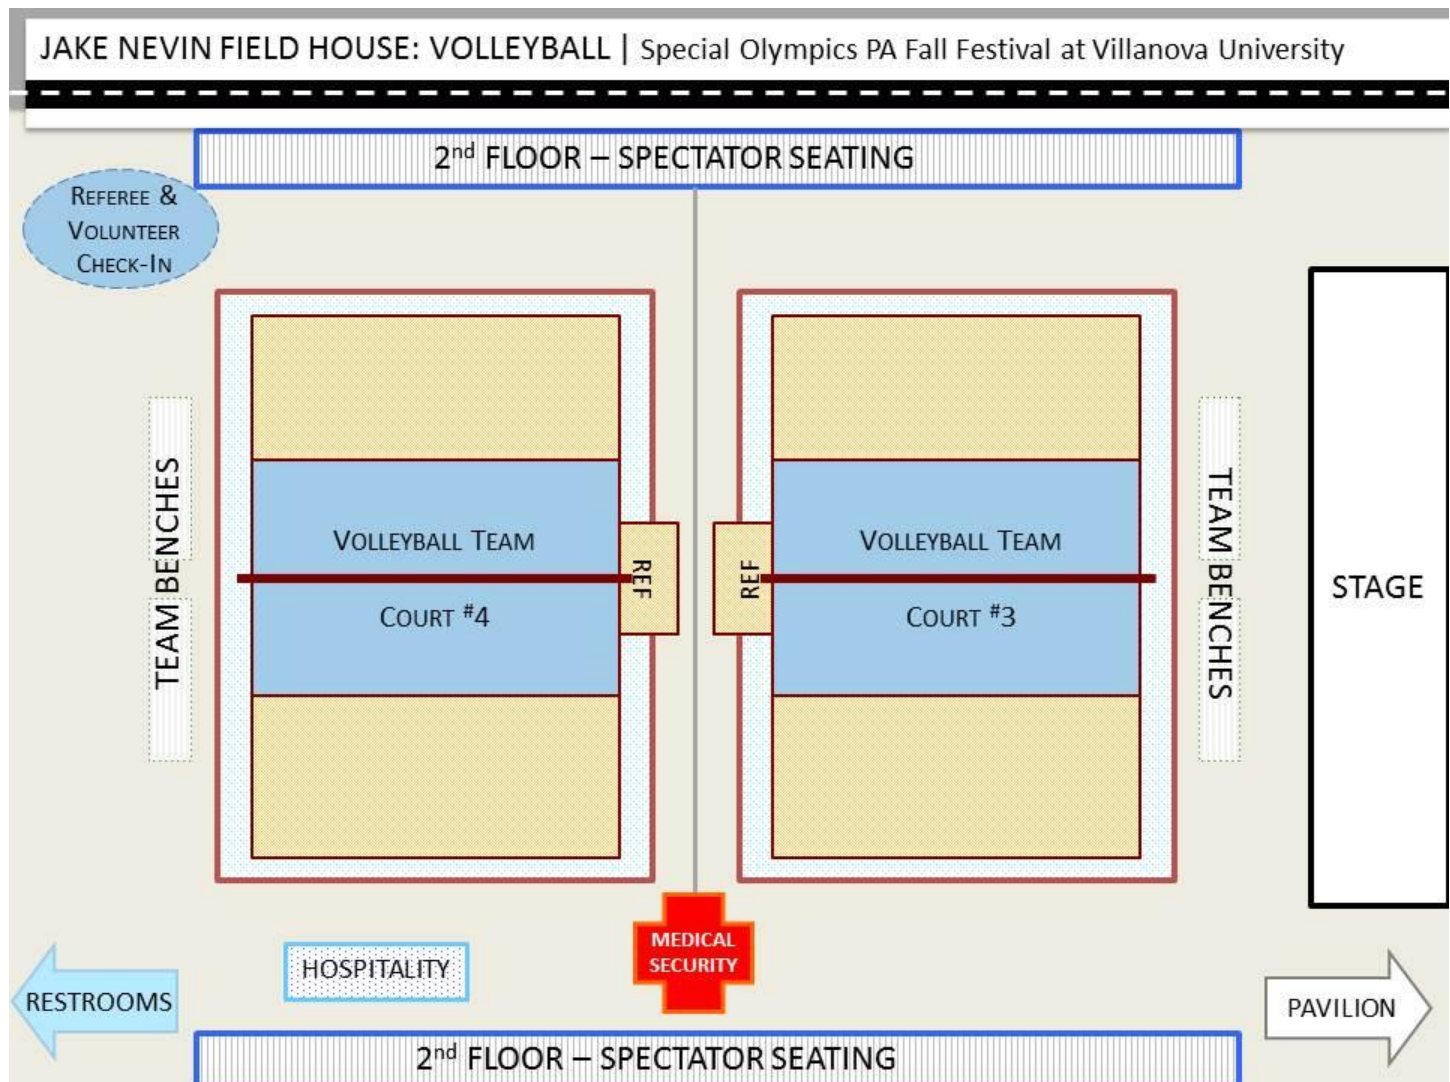 JAKE NEVIN FIELD HOUSE: VOLLEYBALL | Special Olympics PA Fall Festival at Villanova University
2nd FLOOR – SPECTATOR SEATING
REFEREE &
VOLUNTEER
CHECK-IN
TEAM BENCHES
VOLLEYBALL TEAM
COURT #4
REF
REF
VOLLEYBALL TEAM
COURT #3
TEAM BENCHES
STAGE
RESTROOMS
HOSPITALITY
MEDICAL
SECURITY
PAVILION
2nd FLOOR – SPECTATOR SEATING